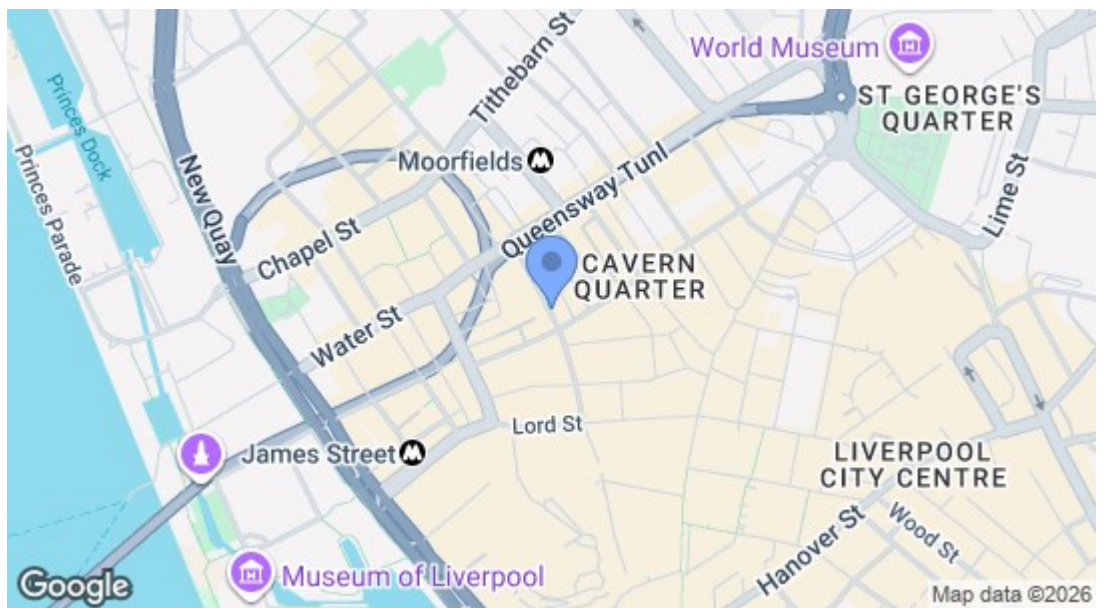 World Museum
Tithebarn St
ST GEORGE'S
QUARTER
Princes Dock
Moorfields
Queensway Tunl
Lime St
Princes Parade
New Quay
Chapel St
CAVERN
QUARTER
Water St
Lord St
James Street
LIVERPOOL
CITY CENTRE
Hanover St
Wood St
Museum of Liverpool
Google
Map data ©2026